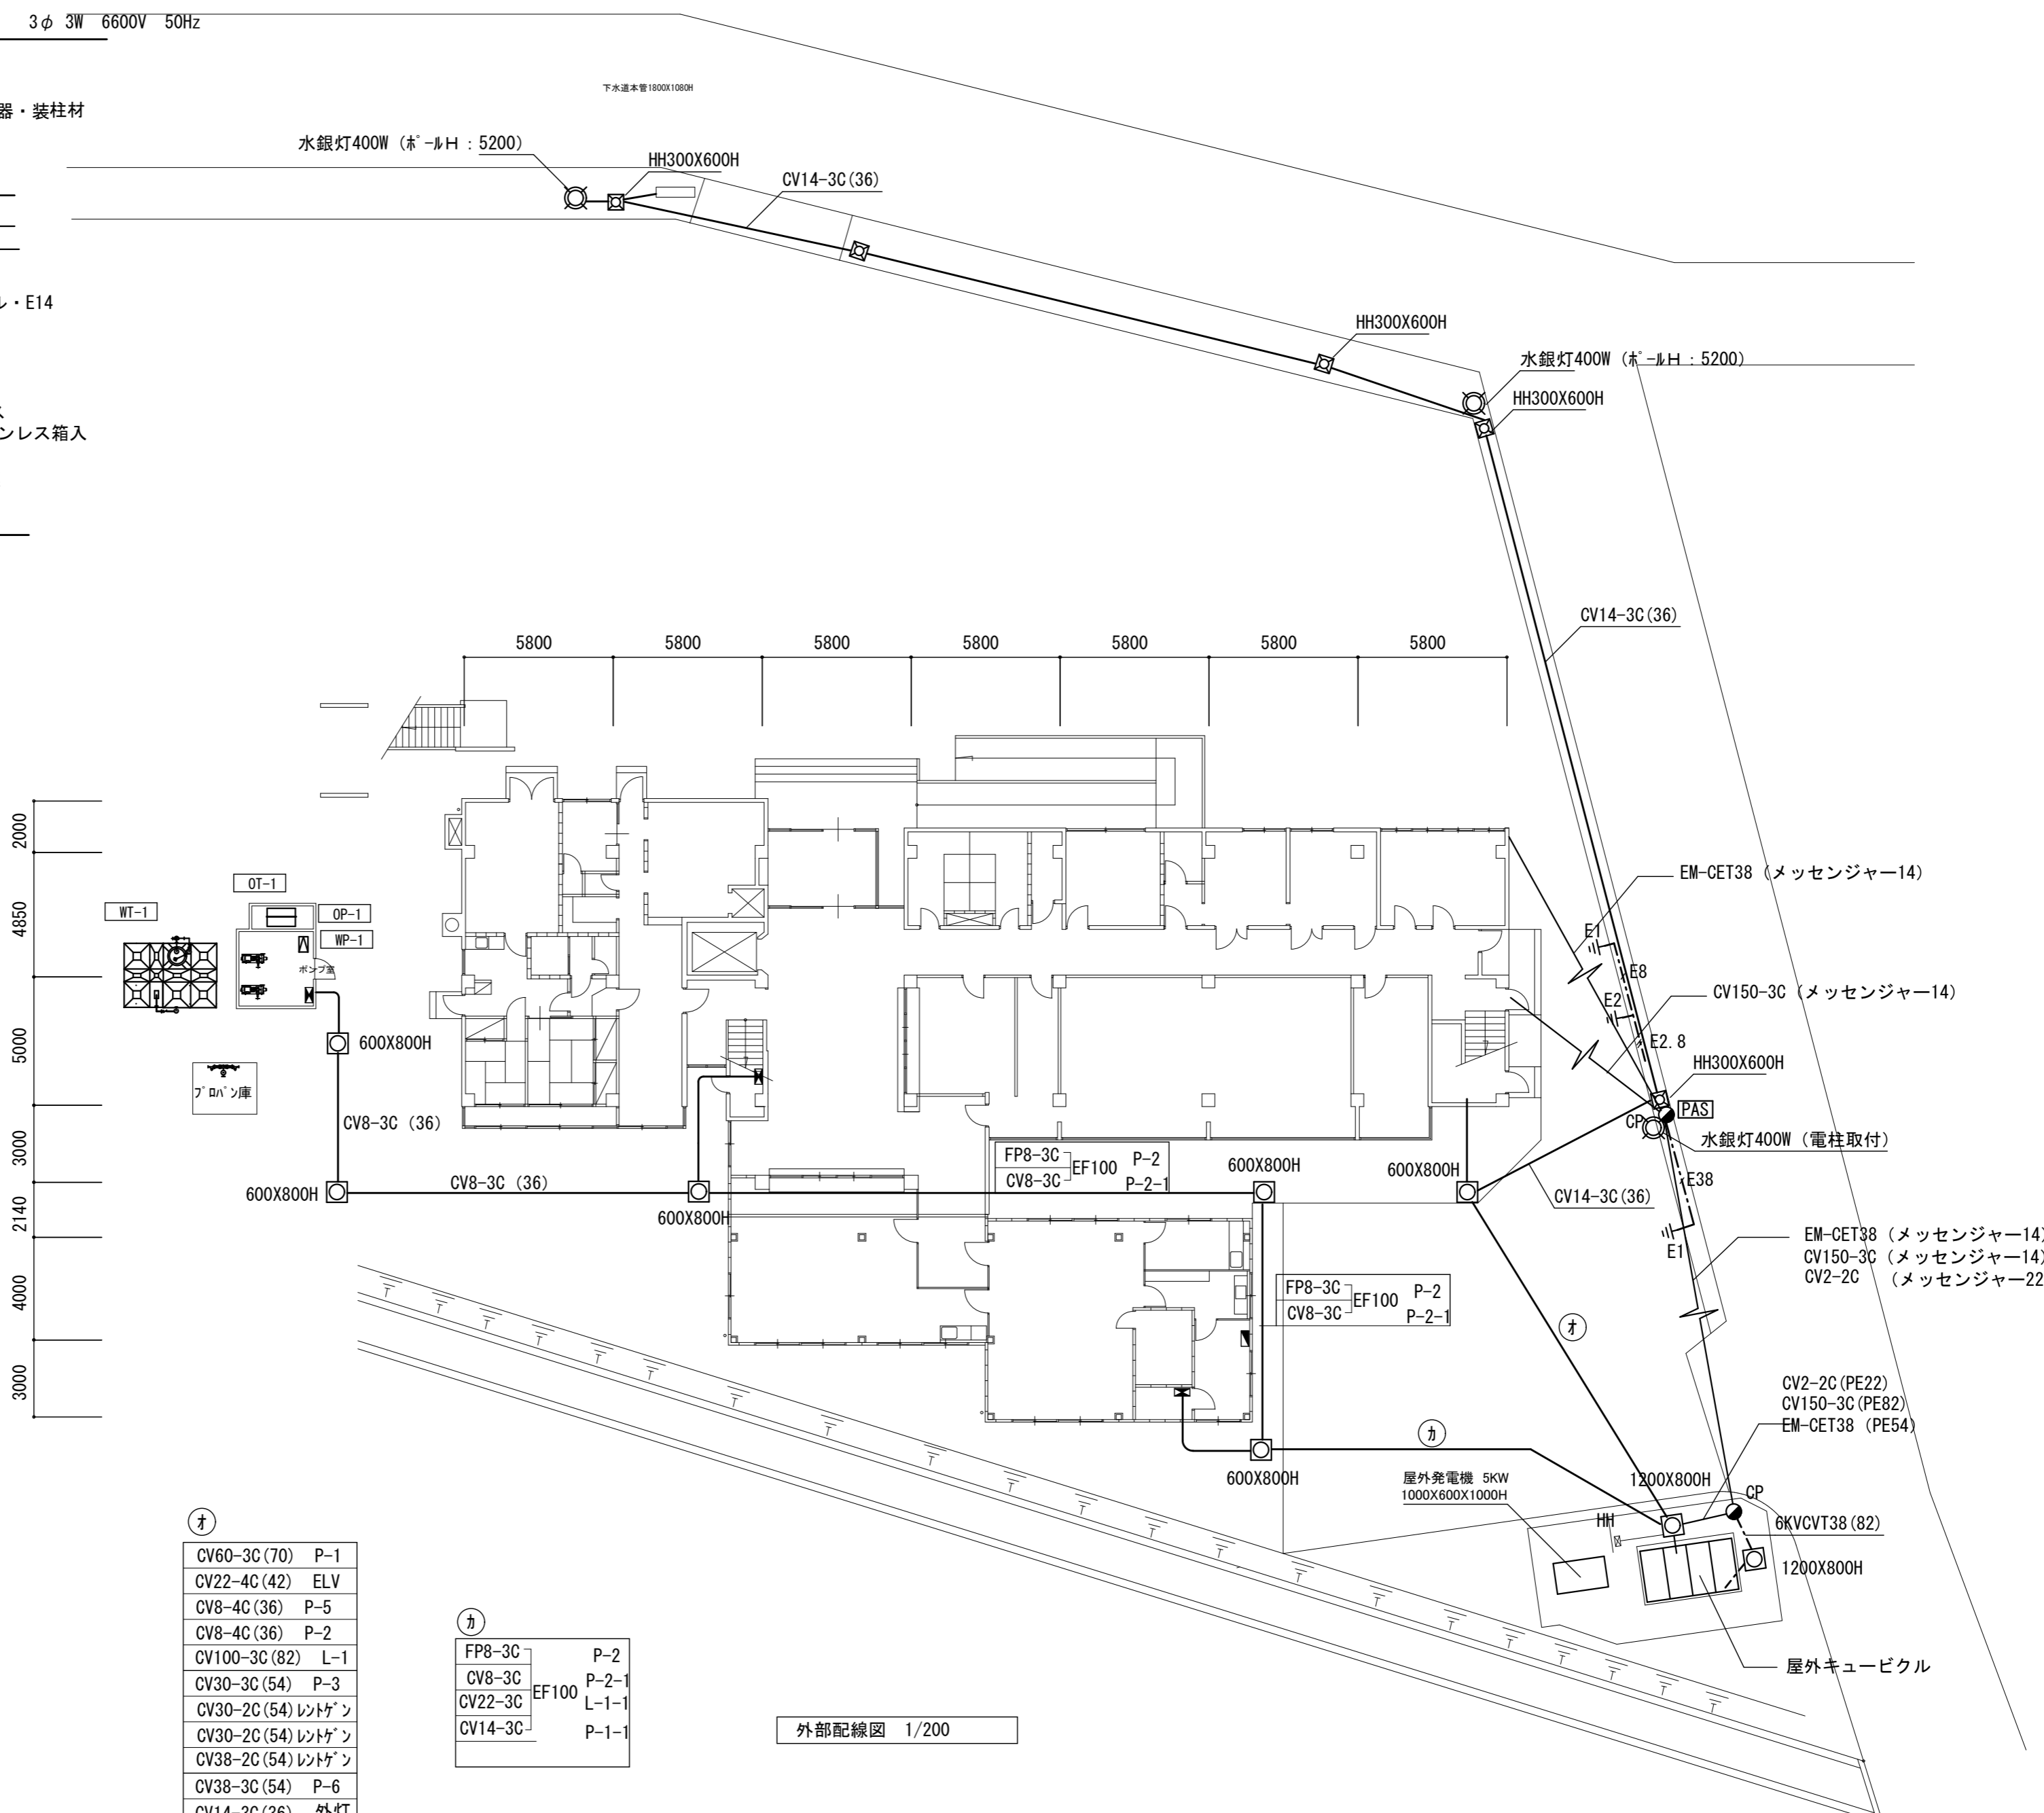 3φ 3W 6600V 50Hz
器・装柱材
下水道本管1800X1080H
水銀灯400W (ﾎﾟｰﾙH : 5200)
HH300X600H
CV14-3C(36)
ル・E14
HH300X600H
水銀灯400W (ﾎﾟｰﾙH : 5200)
HH300X600H
ス
ンレス箱入
CV14-3C(36)
5800 5800 5800 5800 5800 5800 5800
2000
4850
5000
3000
2140
4000
3000
EM-CET38 (メッセンジャー14)
OT-1
WT-1
OP-1
WP-1
ポンプ室
E1
E8
CV150-3C (メッセンジャー14)
E2
E2.8
600X800H
HH300X600H
ﾌﾟﾛﾊﾟﾝ庫
PAS
CP
CV8-3C (36)
水銀灯400W (電柱取付)
FP8-3C
CV8-3C
EF100
P-2
P-2-1
600X800H
600X800H
CV8-3C (36)
600X800H
600X800H
CV14-3C(36)
E38
E1
EM-CET38 (メッセンジャー14)
CV150-3C (メッセンジャー14)
CV2-2C (メッセンジャー22
FP8-3C
CV8-3C
EF100
P-2
P-2-1
オ
CV2-2C(PE22)
CV150-3C(PE82)
EM-CET38 (PE54)
カ
600X800H
屋外発電機 5KW
1000X600X1000H
1200X800H
CP
HH
6KVCVT38(82)
1200X800H
屋外キュービクル
オ
CV60-3C(70) P-1
CV22-4C(42) ELV
CV8-4C(36) P-5
CV8-4C(36) P-2
CV100-3C(82) L-1
CV30-3C(54) P-3
CV30-2C(54)ﾚﾝﾄｹﾞﾝ
CV30-2C(54)ﾚﾝﾄｹﾞﾝ
CV38-2C(54)ﾚﾝﾄｹﾞﾝ
CV38-3C(54) P-6
CV14-3C(36) 外灯
カ
FP8-3C P-2
CV8-3C P-2-1
EF100
CV22-3C L-1-1
CV14-3C P-1-1
外部配線図 1/200